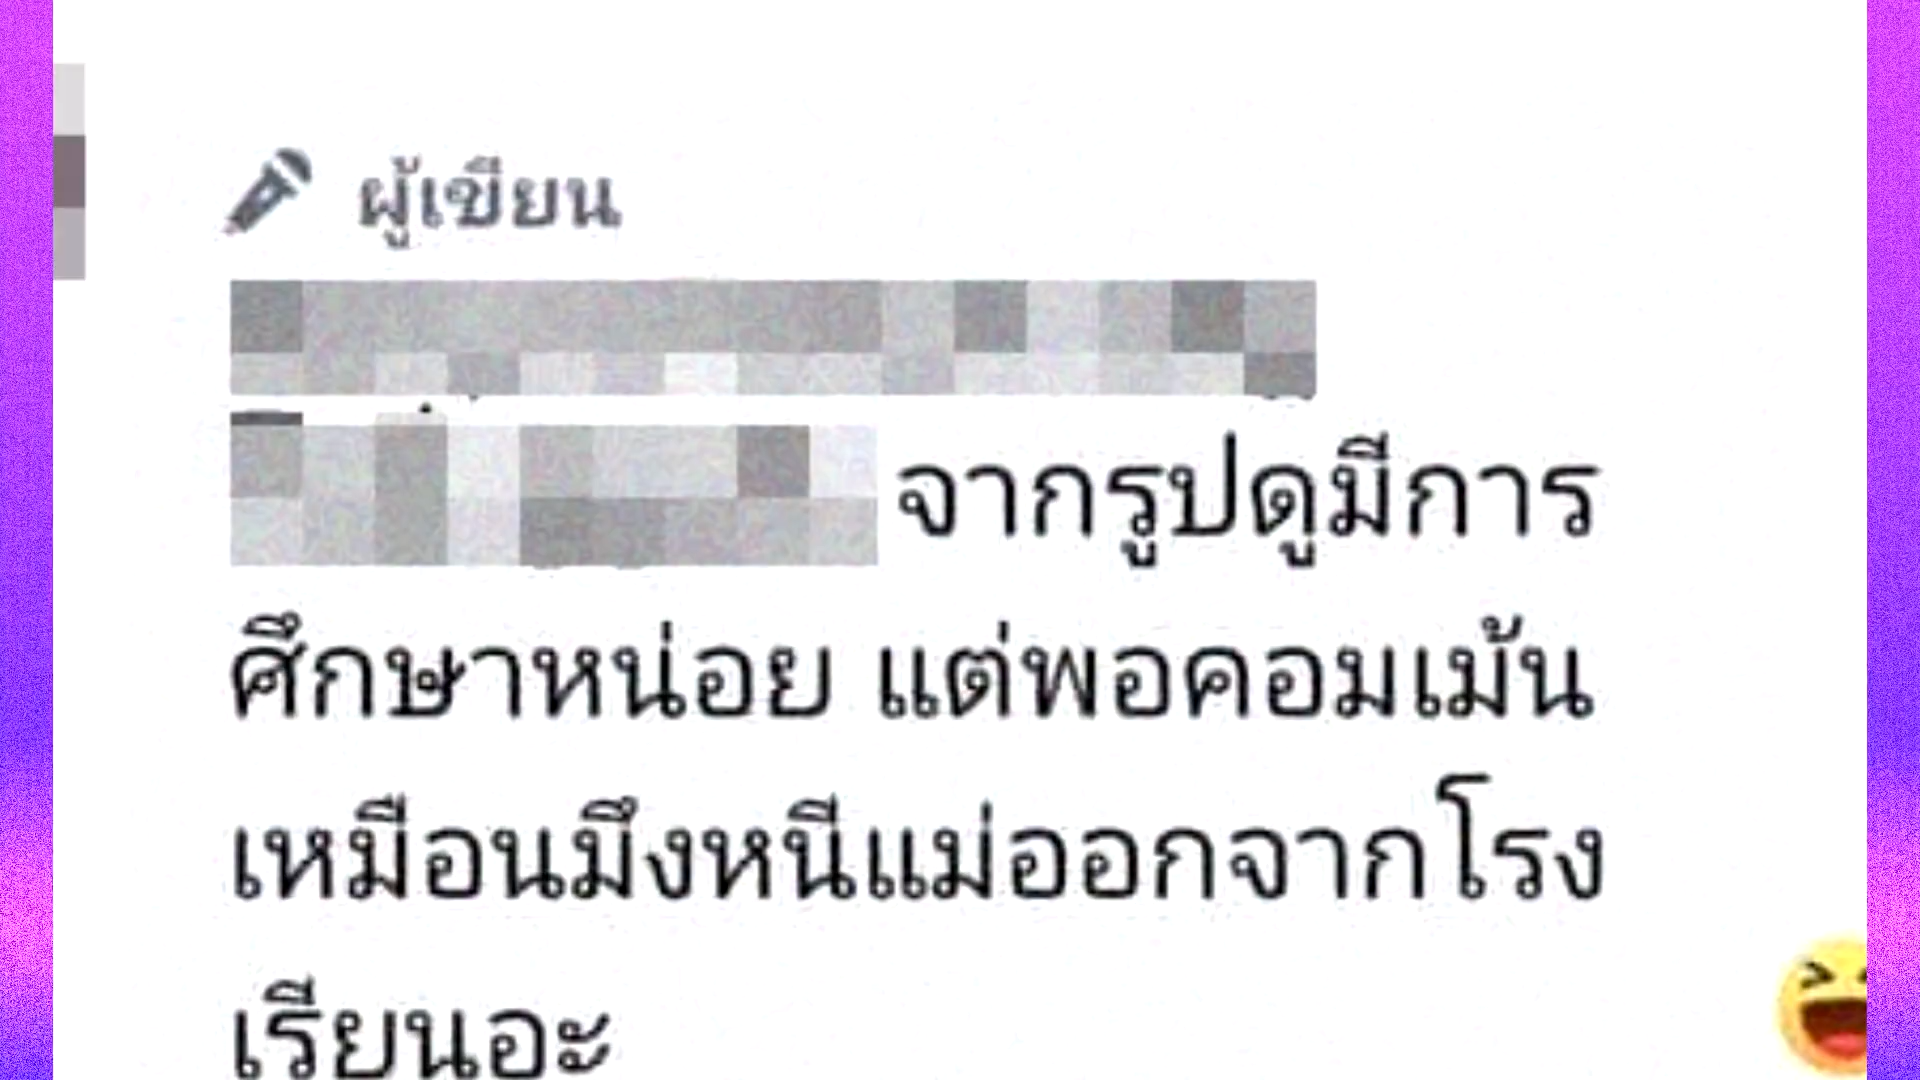 ผู้เขียน
จากรูปดูมีการ
ศึกษาหน่อย แต่พอคอมเม้น
เหมือนมึงหนีแม่ออกจากโรง
เรียนอะ